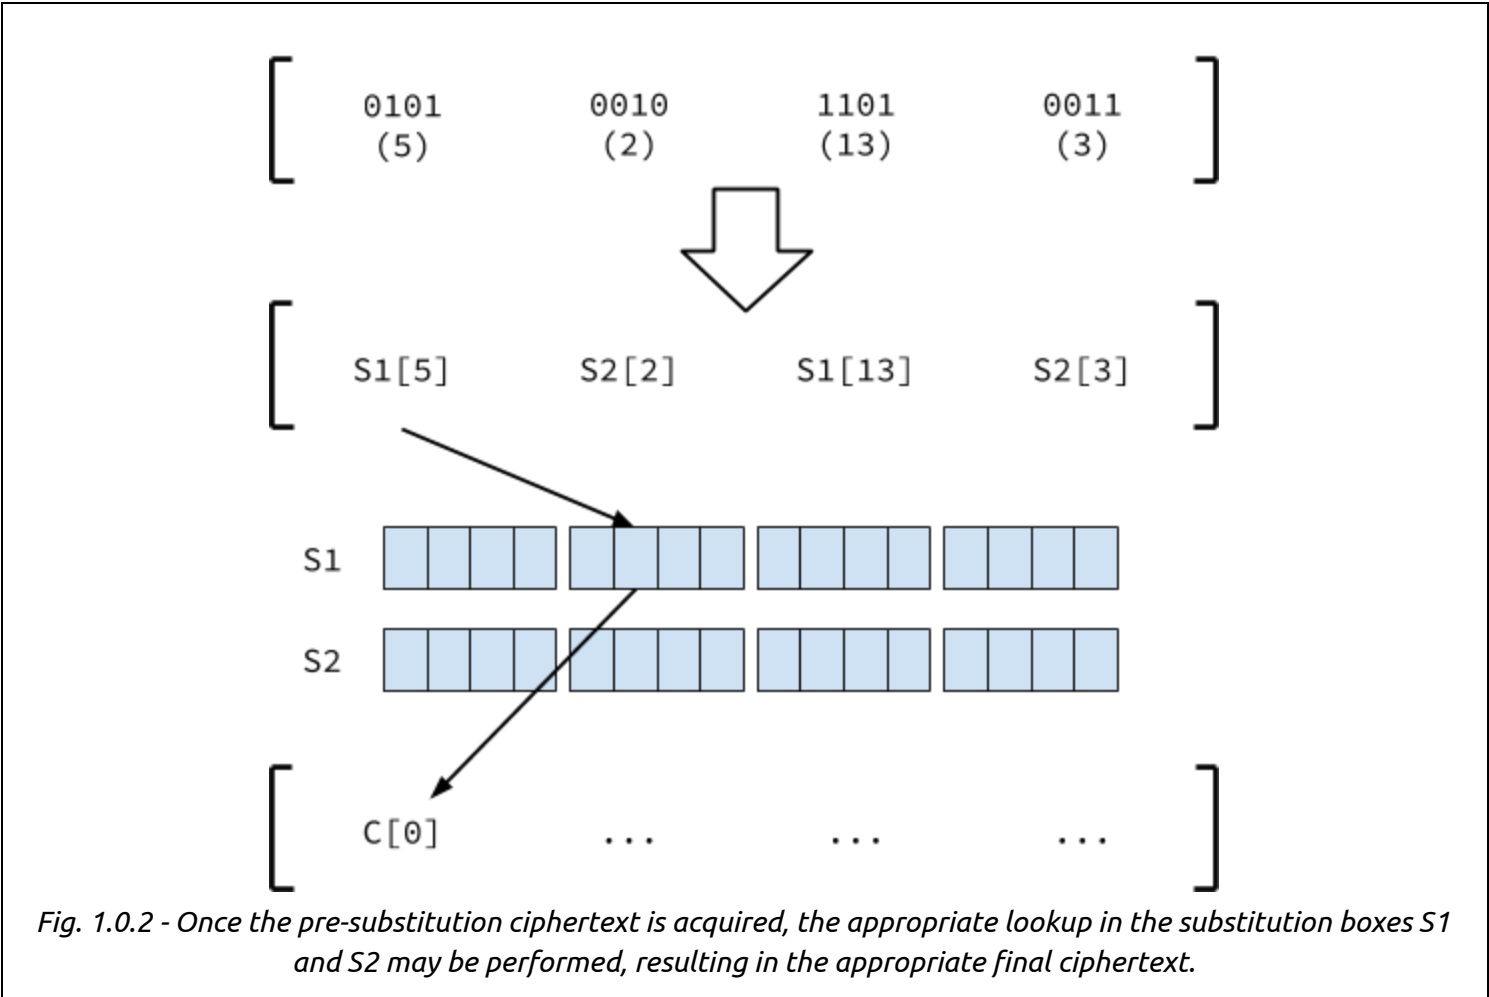 0101 0010 1101 0011
(5) (2) (13) (3)
S1[5] S2[2] S1[13] S2[3]
S1
S2
C[0] ... ... ...
Fig. 1.0.2 - Once the pre-substitution ciphertext is acquired, the appropriate lookup in the substitution boxes S1
and S2 may be performed, resulting in the appropriate final ciphertext.